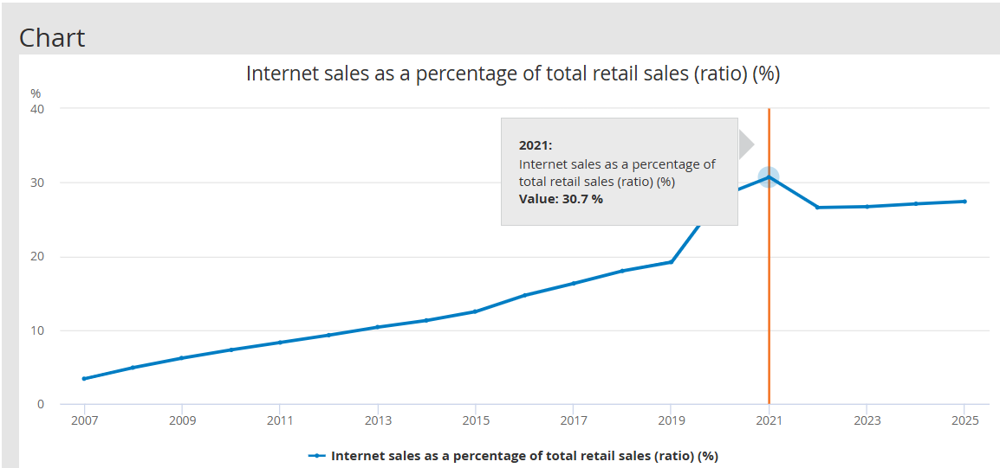 Chart
Internet sales as a percentage of total retail sales (ratio) (%)
%
40
2021:
Internet sales as a percentage of
total retail sales (ratio) (%)
Value: 30.7 %
30
20
10
0
2007 2009 2011 2013 2015 2017 2019 2021 2023 2025
Internet sales as a percentage of total retail sales (ratio) (%)